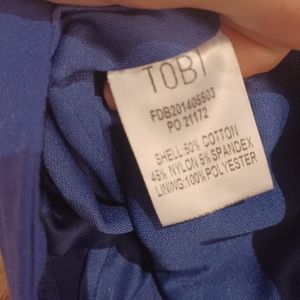 TOBI
FDB201405503
PO 21172
SHELL:50% COTTON
45% NYLON 5% SPANDEX
LINING:100% POLYESTER